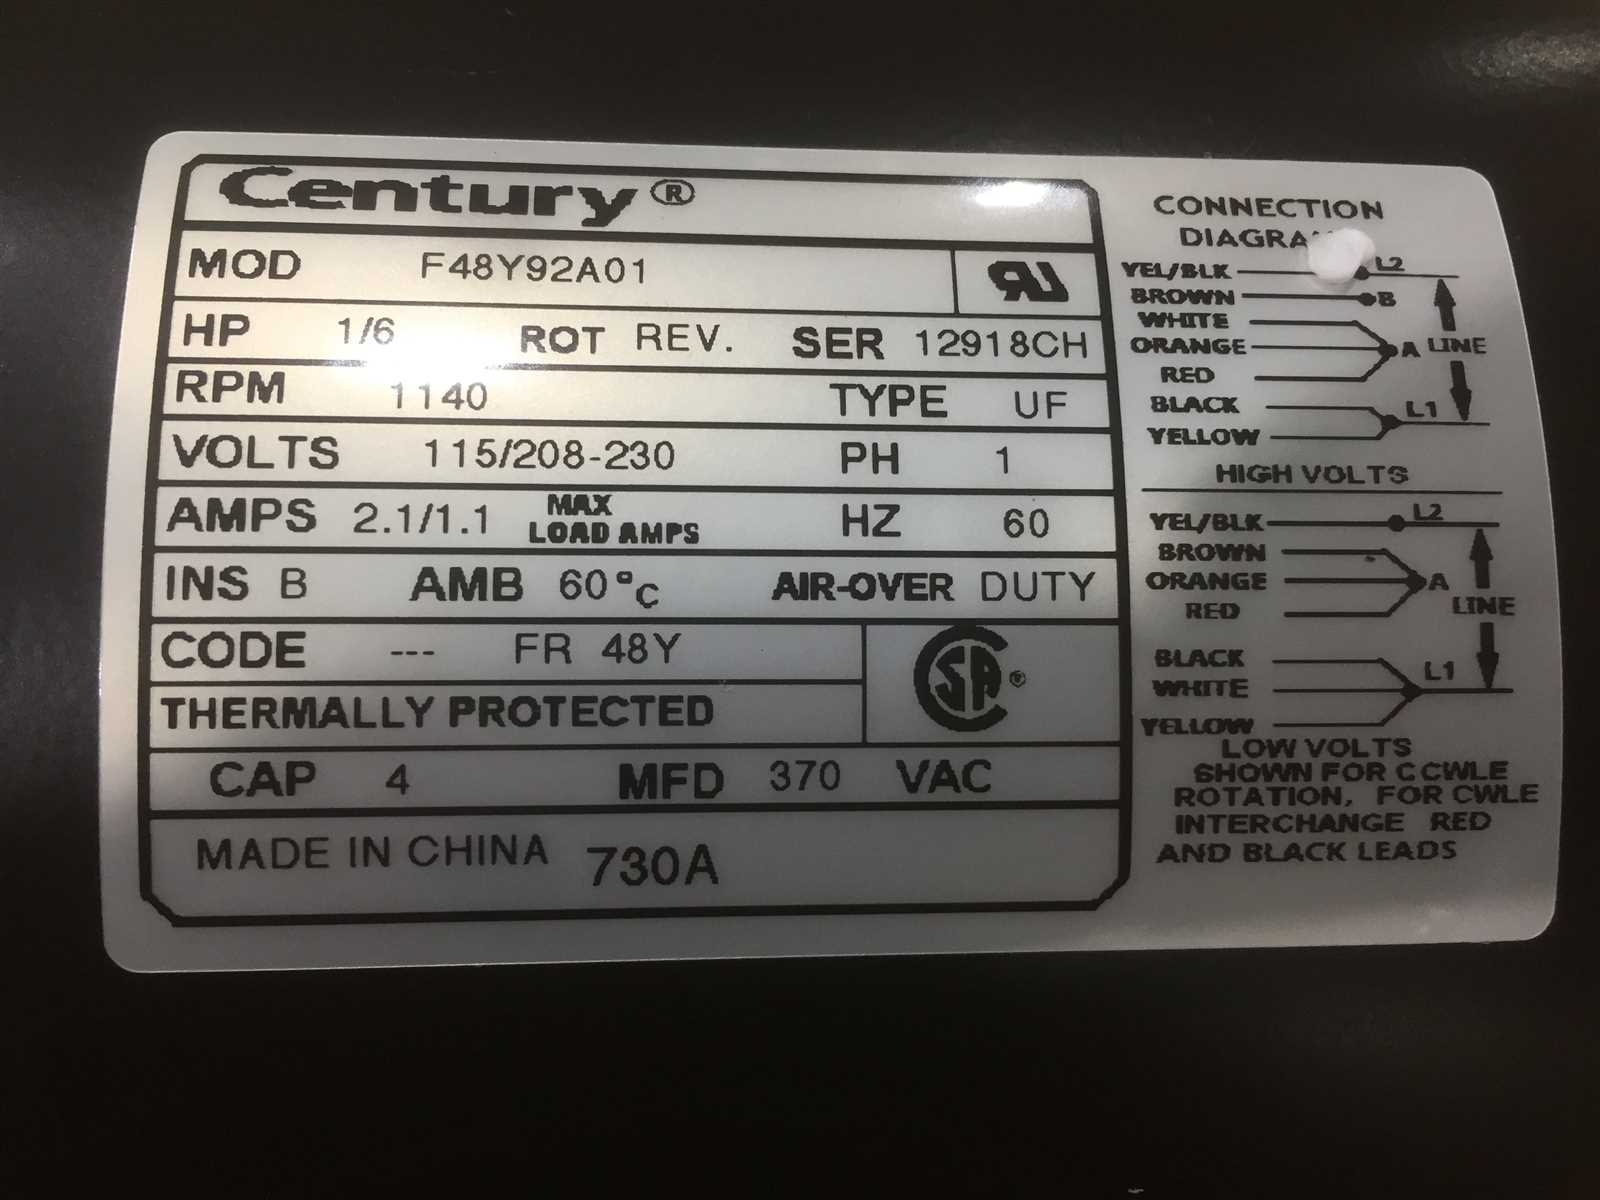 Century®
MOD F48Y92A01
HP 1/6 ROT REV. SER 12918CH
RPM 1140 TYPE UF
VOLTS 115/208-230 PH 1
AMPS 2.1/1.1 MAX LOAD AMPS HZ 60
INS B AMB 60°C AIR-OVER DUTY
CODE --- FR 48Y
SA®
THERMALLY PROTECTED
CAP 4 MFD 370 VAC
MADE IN CHINA 730A
CONNECTION
YEL/BLK L2
BROWN B
WHITE
ORANGE A LINE
RED
BLACK L1
YELLOW
HIGH VOLTS
YEL/BLK L2
BROWN
ORANGE A
RED LINE
BLACK L1
WHITE
YELLOW
LOW VOLTS
SHOWN FOR CCWLE
ROTATION, FOR CWLE
INTERCHANGE RED
AND BLACK LEADS